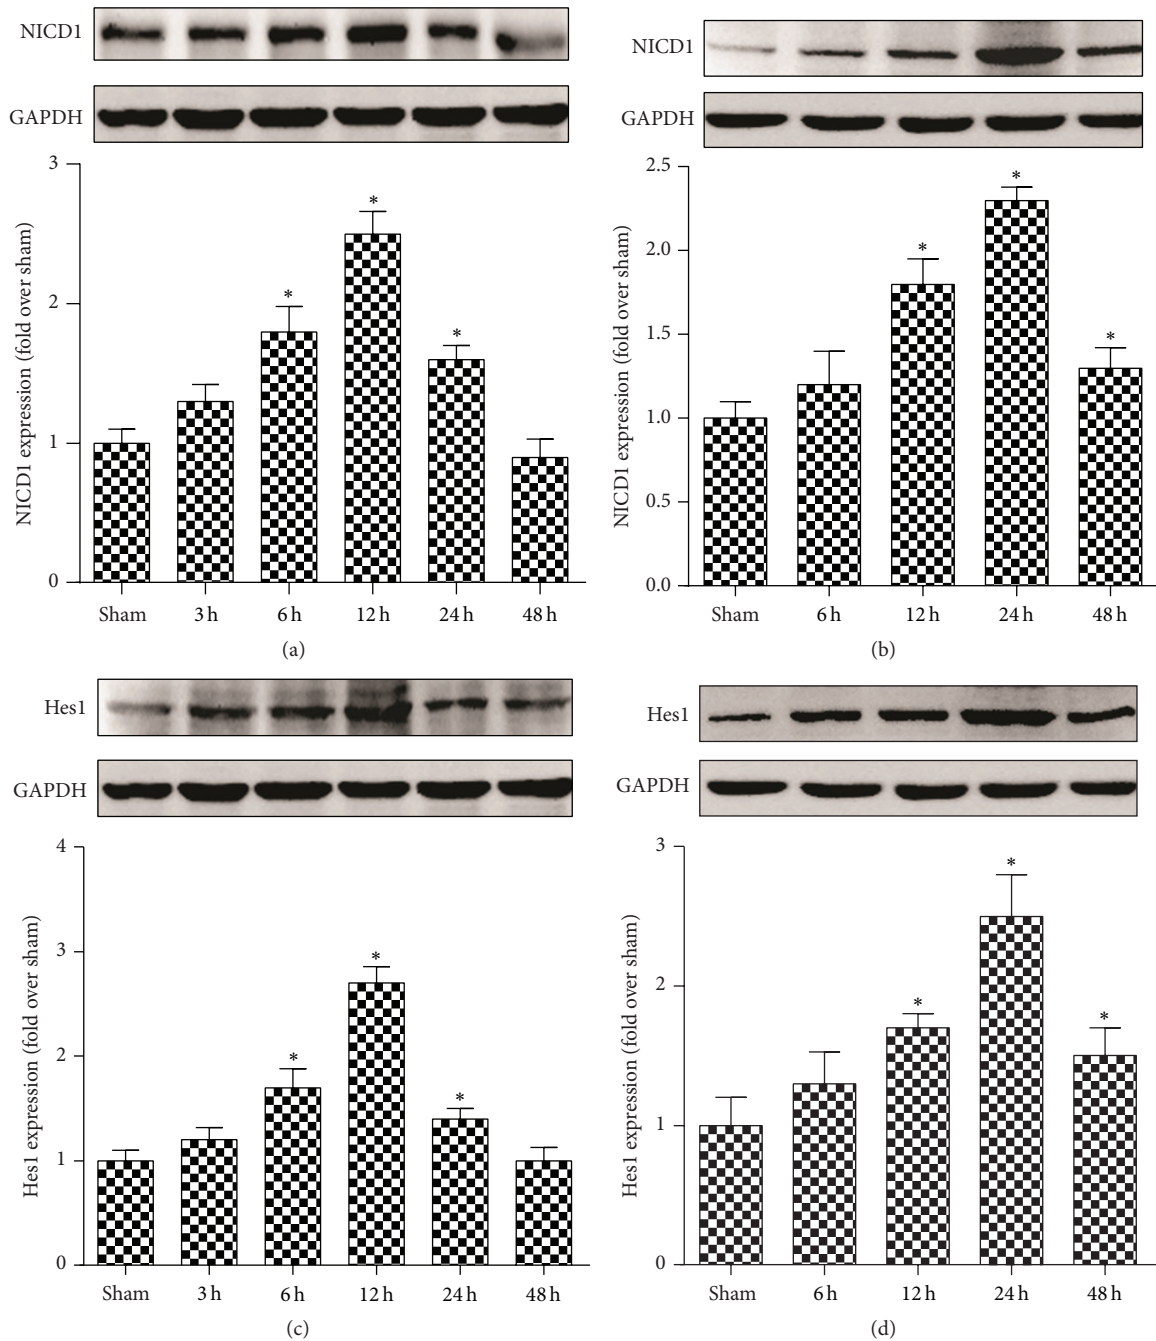 NICD1
GAPDH
3
2
1
0
NICD1 expression (fold over sham)
*
*
*
Sham 3 h 6 h 12 h 24 h 48 h
(a)
NICD1
GAPDH
2.5
2.0
1.5
1.0
0.5
0.0
NICD1 expression (fold over sham)
*
*
*
Sham 6 h 12 h 24 h 48 h
(b)
Hes1
GAPDH
4
3
2
1
0
Hes1 expression (fold over sham)
*
*
*
Sham 3 h 6 h 12 h 24 h 48 h
(c)
Hes1
GAPDH
3
2
1
0
Hes1 expression (fold over sham)
*
*
*
Sham 6 h 12 h 24 h 48 h
(d)